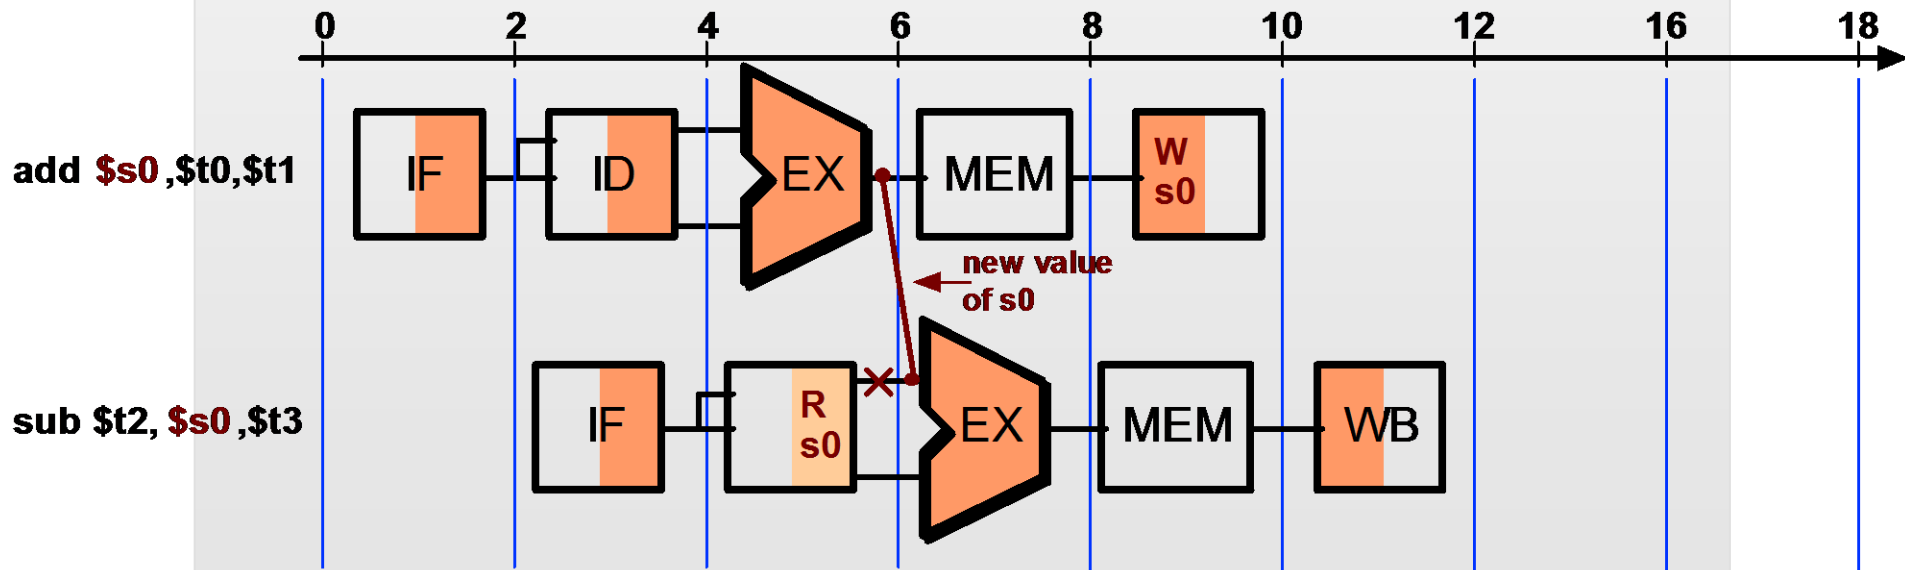 0 2 4 6 8 10 12 16 18
add $s0,$t0,$t1
IF ID EX MEM W
s0
new value
of s0
sub $t2, $s0,$t3
IF R
s0 EX MEM WB